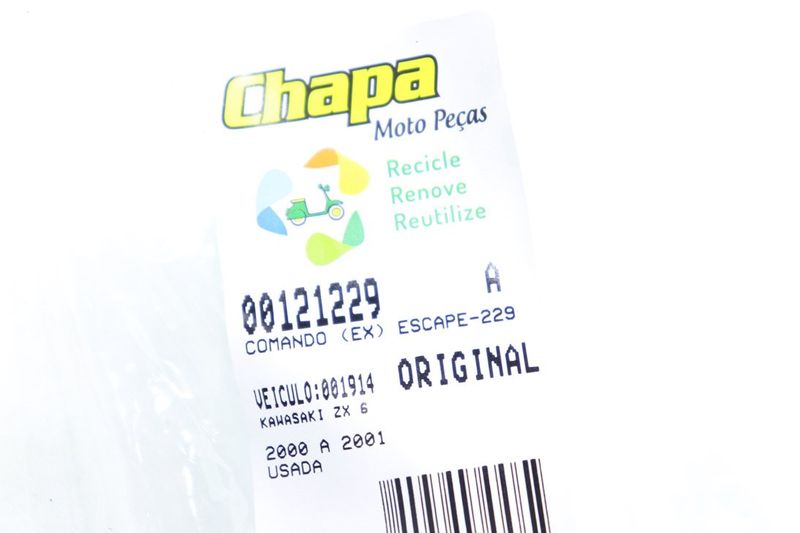 Chapa
Moto Peças
Recicle
Renove
Reutilize
00121229 A
COMANDO (EX) ESCAPE-229
VEICULO:001914 ORIGINAL
KAWASAKI ZX 6
2000 A 2001
USADA